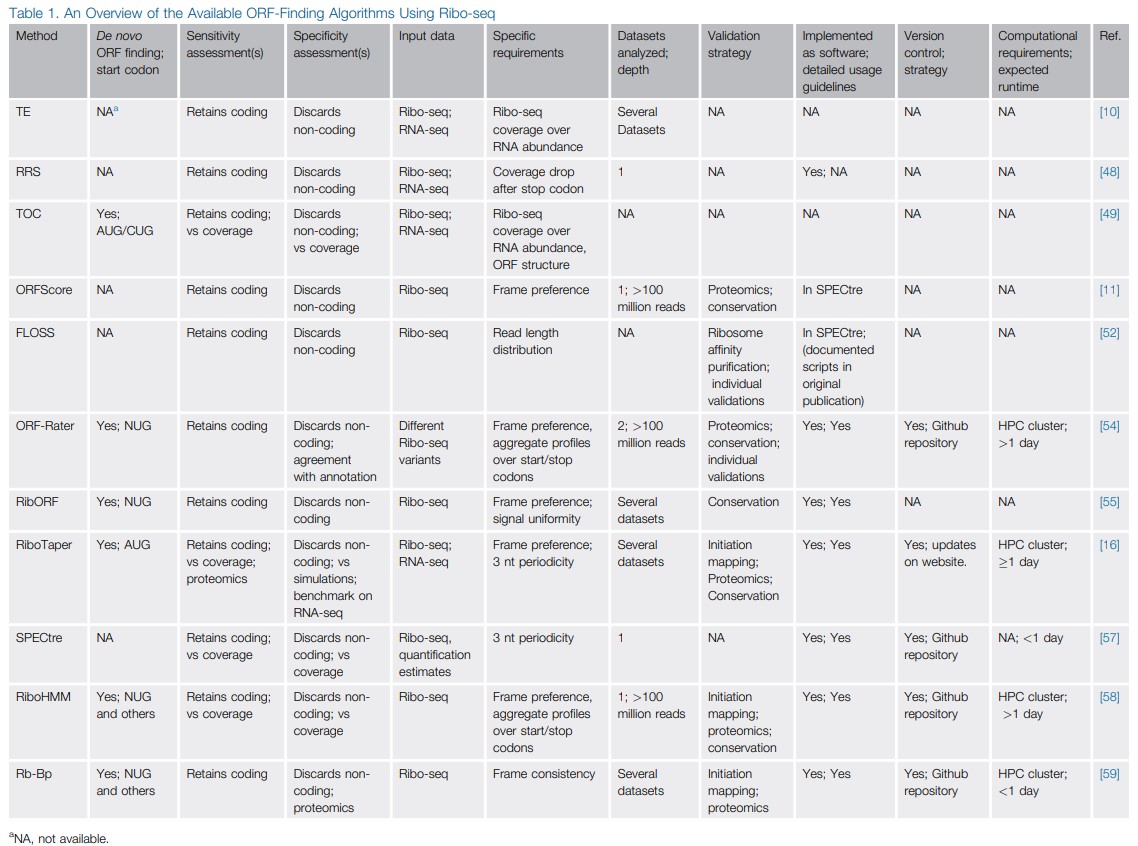 Table 1. An Overview of the Available ORF-Finding Algorithms Using Ribo-seq
Method
De novo
ORF finding;
start codon
Sensitivity
assessment(s)
Specificity
assessment(s)
Input data
Specific
requirements
Datasets
analyzed;
depth
Validation
strategy
Implemented
as software;
detailed usage
guidelines
Version
control;
strategy
Computational
requirements;
expected
runtime
Ref.
TE
NAa
Retains coding
Discards
non-coding
Ribo-seq;
RNA-seq
Ribo-seq
coverage over
RNA abundance
Several
Datasets
NA
NA
NA
NA
[10]
RRS
NA
Retains coding
Discards
non-coding
Ribo-seq;
RNA-seq
Coverage drop
after stop codon
1
NA
Yes; NA
NA
NA
[48]
TOC
Yes;
AUG/CUG
Retains coding;
vs coverage
Discards
non-coding;
vs coverage
Ribo-seq;
RNA-seq
Ribo-seq
coverage over
RNA abundance,
ORF structure
NA
NA
NA
NA
NA
[49]
ORFScore
NA
Retains coding
Discards
non-coding
Ribo-seq
Frame preference
1; >100
million reads
Proteomics;
conservation
In SPECtre
NA
NA
[11]
FLOSS
NA
Retains coding
Discards
non-coding
Ribo-seq
Read length
distribution
NA
Ribosome
affinity
purification;
individual
validations
In SPECtre;
(documented
scripts in
original
publication)
NA
NA
[52]
ORF-Rater
Yes; NUG
Retains coding
Discards non-
coding;
agreement
with annotation
Different
Ribo-seq
variants
Frame preference,
aggregate profiles
over start/stop
codons
2; >100
million reads
Proteomics;
conservation;
individual
validations
Yes; Yes
Yes; Github
repository
HPC cluster;
>1 day
[54]
RibORF
Yes; NUG
Retains coding
Discards non-
coding
Ribo-seq
Frame preference;
signal uniformity
Several
datasets
Conservation
Yes; Yes
NA
NA
[55]
RiboTaper
Yes; AUG
Retains coding;
vs coverage;
proteomics
Discards non-
coding; vs
simulations;
benchmark on
RNA-seq
Ribo-seq;
RNA-seq
Frame preference;
3 nt periodicity
Several
datasets
Initiation
mapping;
Proteomics;
Conservation
Yes; Yes
Yes; updates
on website.
HPC cluster;
≥1 day
[16]
SPECtre
NA
Retains coding;
vs coverage
Discards non-
coding; vs
coverage
Ribo-seq,
quantification
estimates
3 nt periodicity
1
NA
Yes; Yes
Yes; Github
repository
NA; <1 day
[57]
RiboHMM
Yes; NUG
and others
Retains coding;
vs coverage
Discards non-
coding; vs
coverage
Ribo-seq
Frame preference,
aggregate profiles
over start/stop
codons
1; >100
million reads
Initiation
mapping;
proteomics;
conservation
Yes; Yes
Yes; Github
repository
HPC cluster;
>1 day
[58]
Rb-Bp
Yes; NUG
and others
Retains coding
Discards non-
coding;
proteomics
Ribo-seq
Frame consistency
Several
datasets
Initiation
mapping;
proteomics
Yes; Yes
Yes; Github
repository
HPC cluster;
<1 day
[59]
aNA, not available.